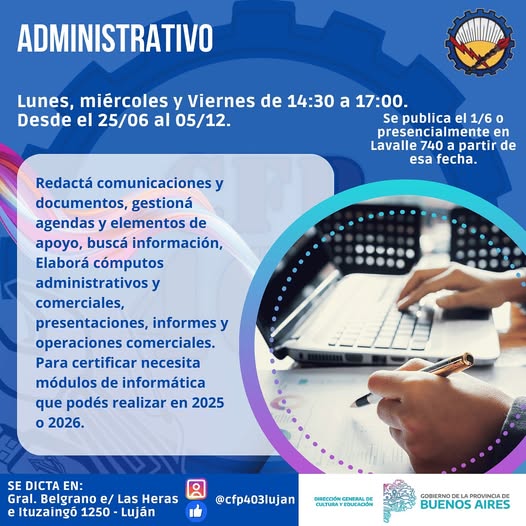 ADMINISTRATIVO
Lunes, miércoles y Viernes de 14:30 a 17:00.
Desde el 25/06 al 05/12.
Se publica el 1/6 o
presencialmente en
Lavalle 740 a partir de
esa fecha.
Redactá comunicaciones y
documentos, gestioná
agendas y elementos de
apoyo, buscá información,
Elaborá cómputos
administrativos y
comerciales,
presentaciones, informes y
operaciones comerciales.
Para certificar necesita
módulos de informática
que podés realizar en 2025
o 2026.
SE DICTA EN:
Gral. Belgrano e/ Las Heras
e Ituzaingó 1250 - Luján
@cfp403lujan
DIRECCIÓN GENERAL DE
CULTURA Y EDUCACIÓN
GOBIERNO DE LA PROVINCIA DE
BUENOS AIRES